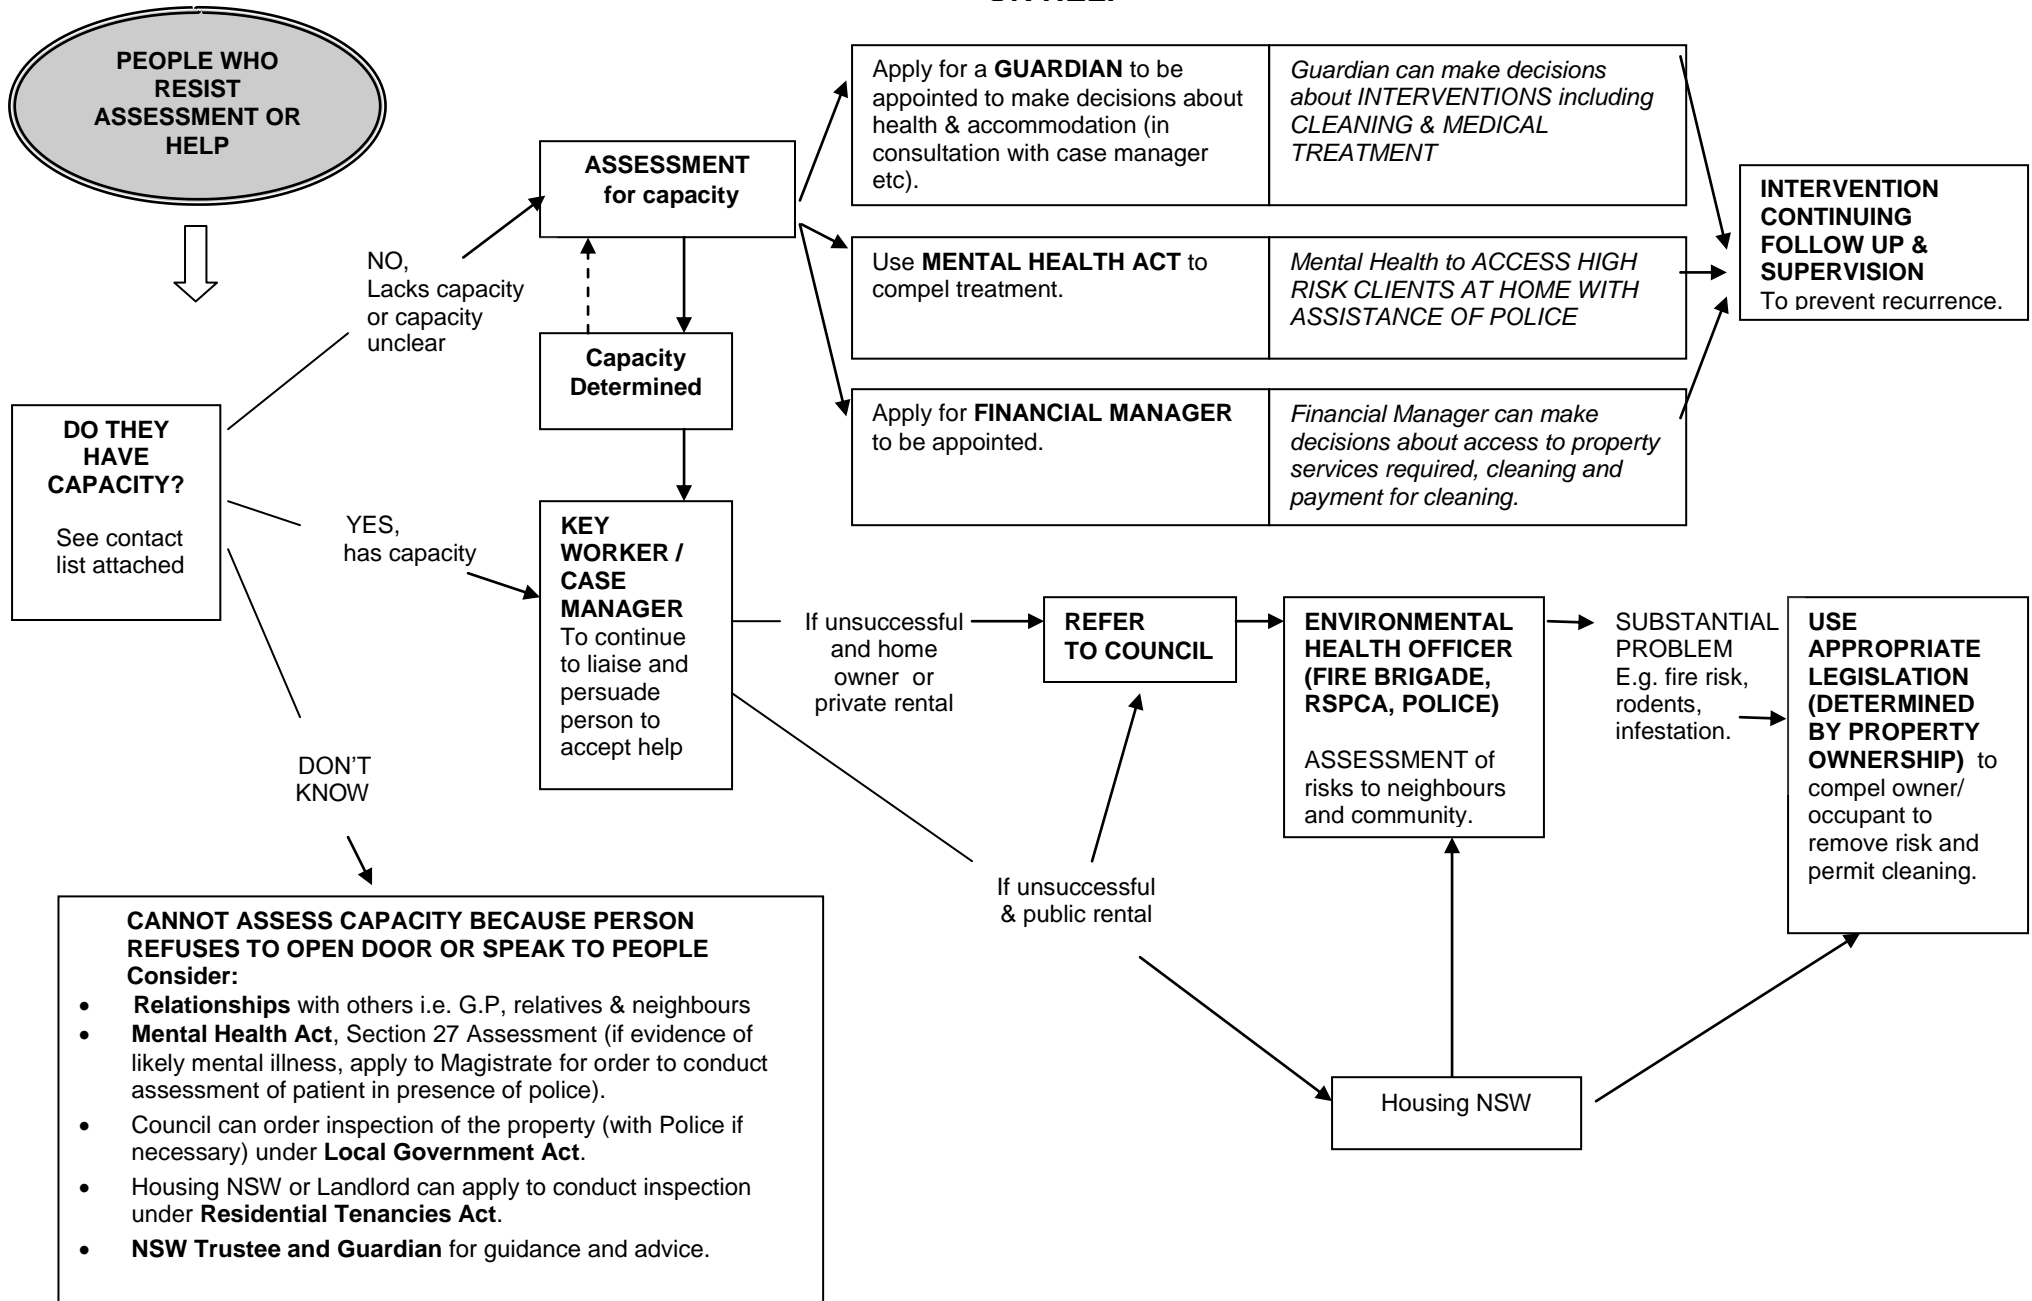 PEOPLE WHO
RESIST
ASSESSMENT OR
HELP
DO THEY
HAVE
CAPACITY?
See contact
list attached
NO,
Lacks capacity
or capacity
unclear
YES,
has capacity
DON'T
KNOW
ASSESSMENT
for capacity
Capacity
Determined
KEY
WORKER /
CASE
MANAGER
To continue
to liaise and
persuade
person to
accept help
Apply for a GUARDIAN to be
appointed to make decisions about
health & accommodation (in
consultation with case manager
etc).
Guardian can make decisions
about INTERVENTIONS including
CLEANING & MEDICAL
TREATMENT
Use MENTAL HEALTH ACT to
compel treatment.
Mental Health to ACCESS HIGH
RISK CLIENTS AT HOME WITH
ASSISTANCE OF POLICE
Apply for FINANCIAL MANAGER
to be appointed.
Financial Manager can make
decisions about access to property
services required, cleaning and
payment for cleaning.
INTERVENTION
CONTINUING
FOLLOW UP &
SUPERVISION
To prevent recurrence.
If unsuccessful
and home
owner or
private rental
REFER
TO COUNCIL
ENVIRONMENTAL
HEALTH OFFICER
(FIRE BRIGADE,
RSPCA, POLICE)
ASSESSMENT of
risks to neighbours
and community.
SUBSTANTIAL
PROBLEM
E.g. fire risk,
rodents,
infestation.
USE
APPROPRIATE
LEGISLATION
(DETERMINED
BY PROPERTY
OWNERSHIP) to
compel owner/
occupant to
remove risk and
permit cleaning.
If unsuccessful
& public rental
Housing NSW
CANNOT ASSESS CAPACITY BECAUSE PERSON
REFUSES TO OPEN DOOR OR SPEAK TO PEOPLE
Consider:
• Relationships with others i.e. G.P, relatives & neighbours
• Mental Health Act, Section 27 Assessment (if evidence of
likely mental illness, apply to Magistrate for order to conduct
assessment of patient in presence of police).
• Council can order inspection of the property (with Police if
necessary) under Local Government Act.
• Housing NSW or Landlord can apply to conduct inspection
under Residential Tenancies Act.
• NSW Trustee and Guardian for guidance and advice.